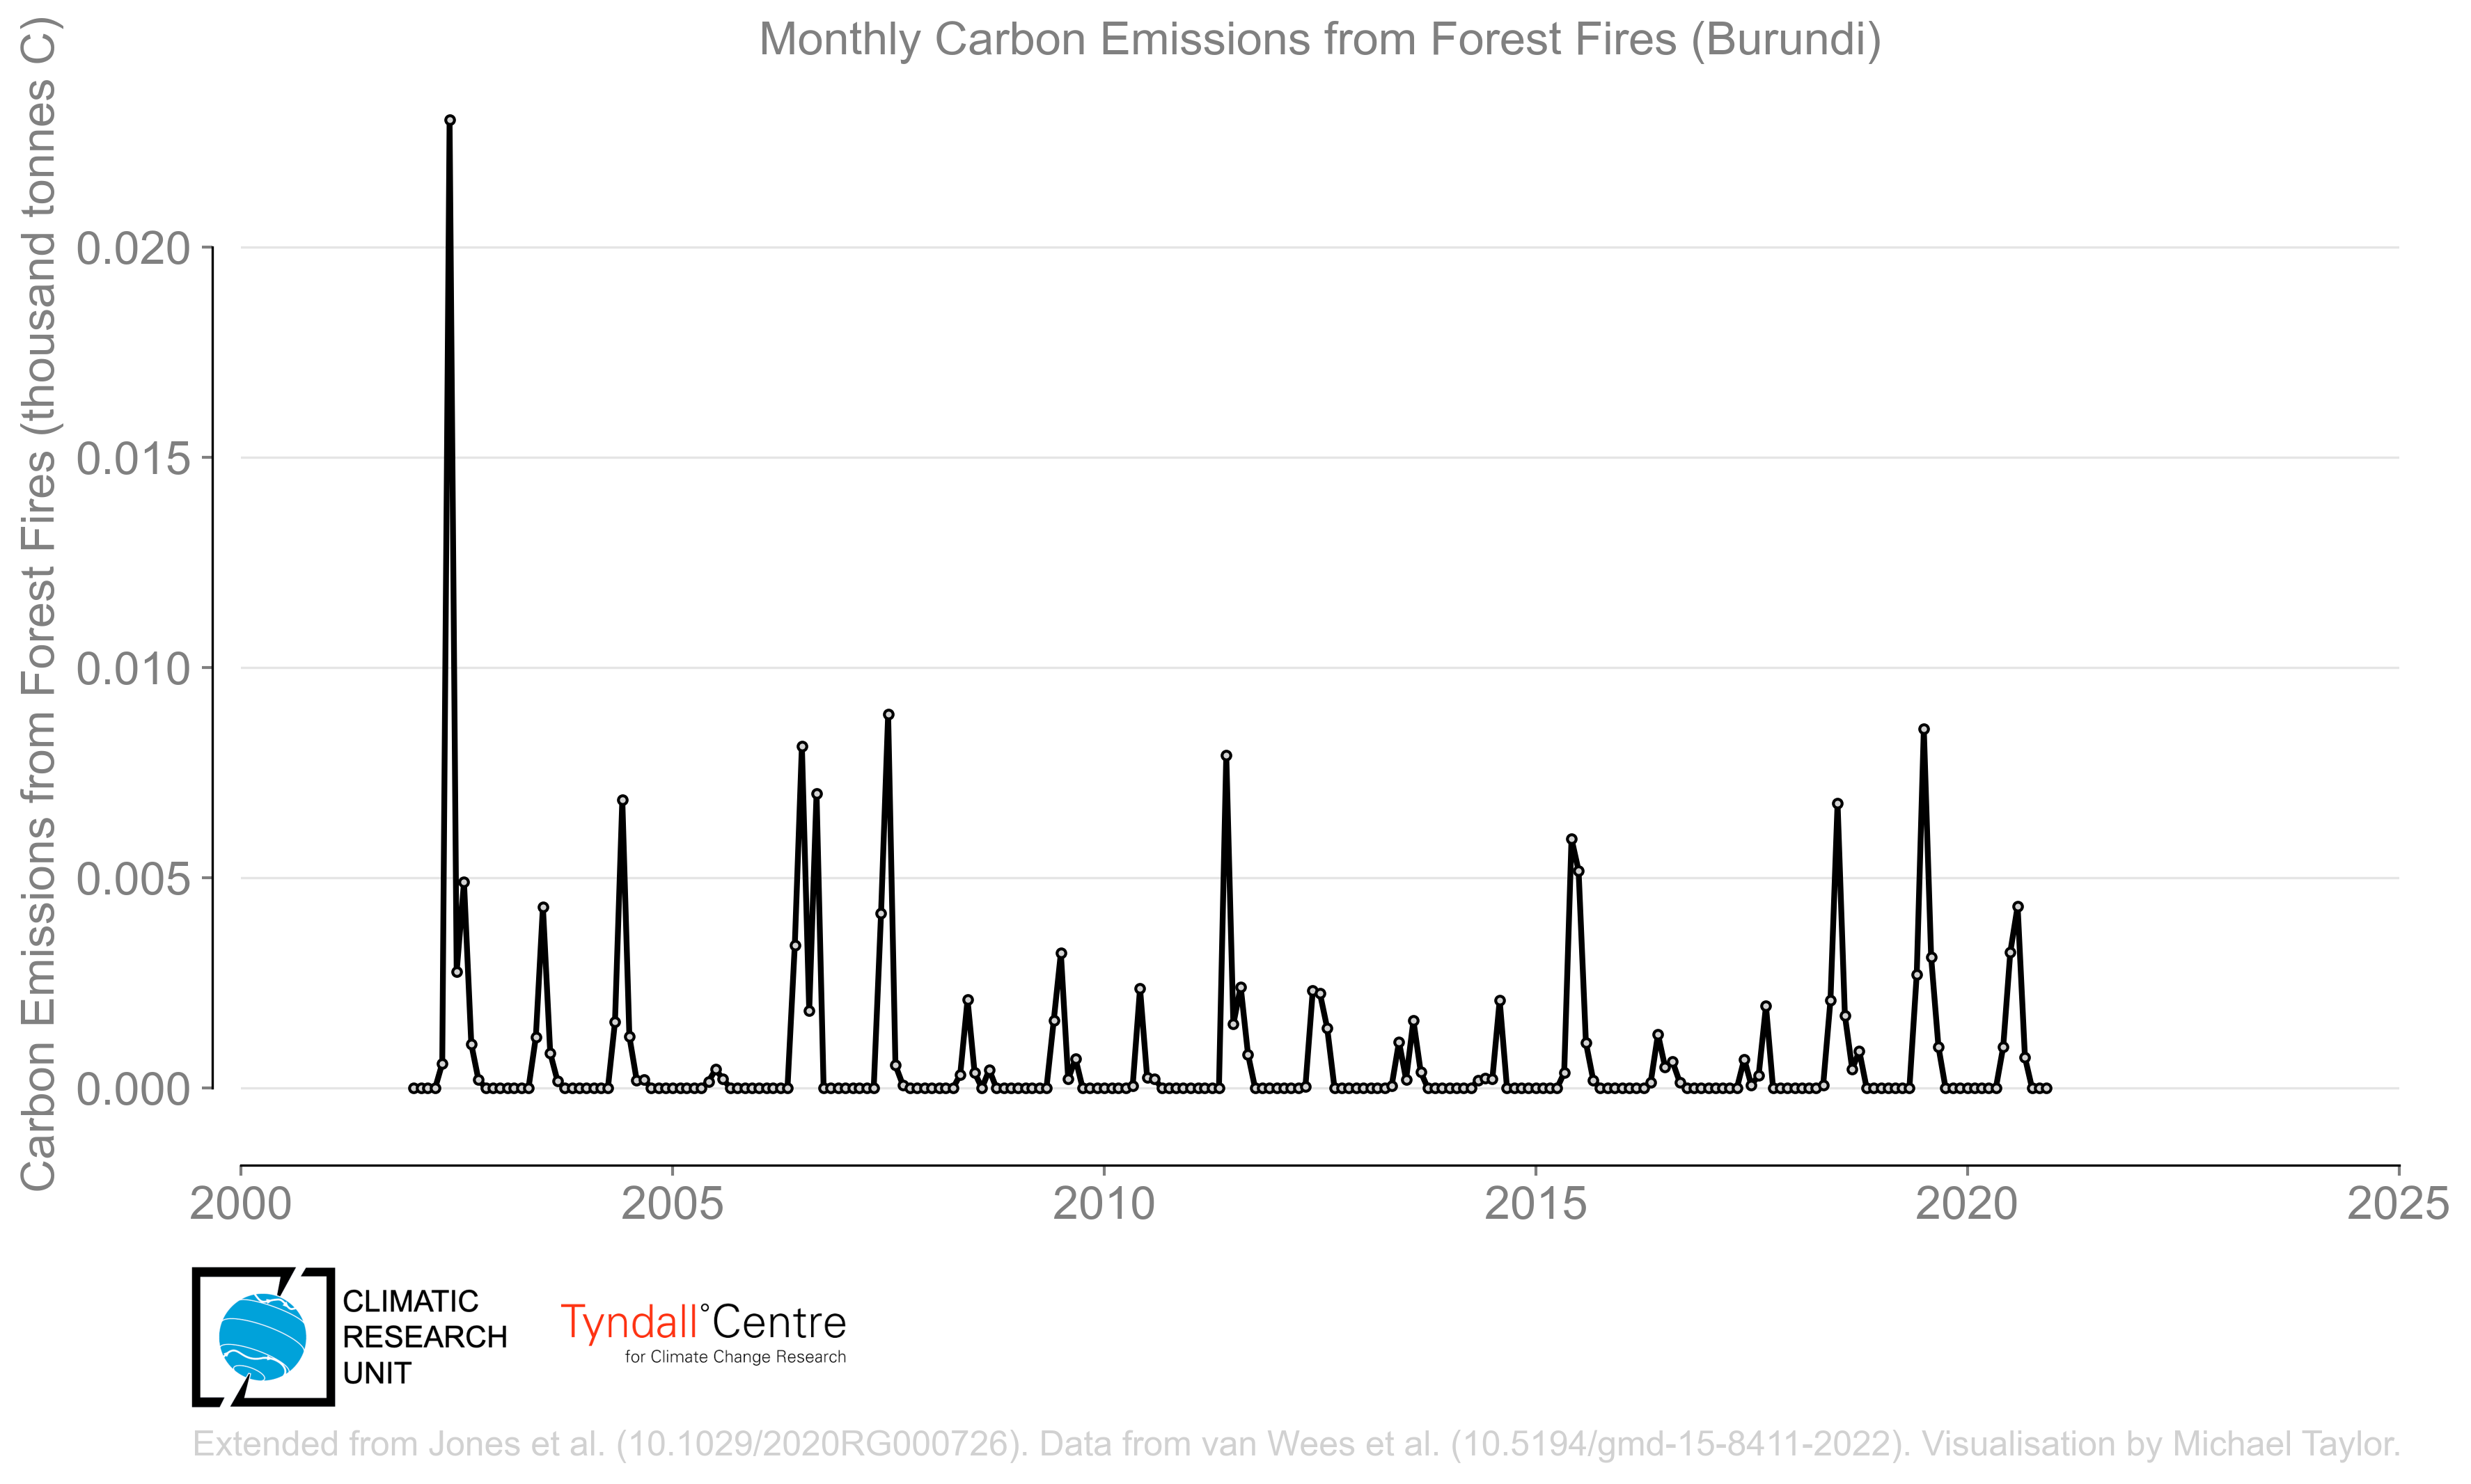 Monthly Carbon Emissions from Forest Fires (Burundi)
Carbon Emissions from Forest Fires (thousand tonnes C)
0.020
0.015
0.010
0.005
0.000
2000 2005 2010 2015 2020 2025
CLIMATIC
RESEARCH
UNIT
Tyndall°Centre
for Climate Change Research
Extended from Jones et al. (10.1029/2020RG000726). Data from van Wees et al. (10.5194/gmd-15-8411-2022). Visualisation by Michael Taylor.